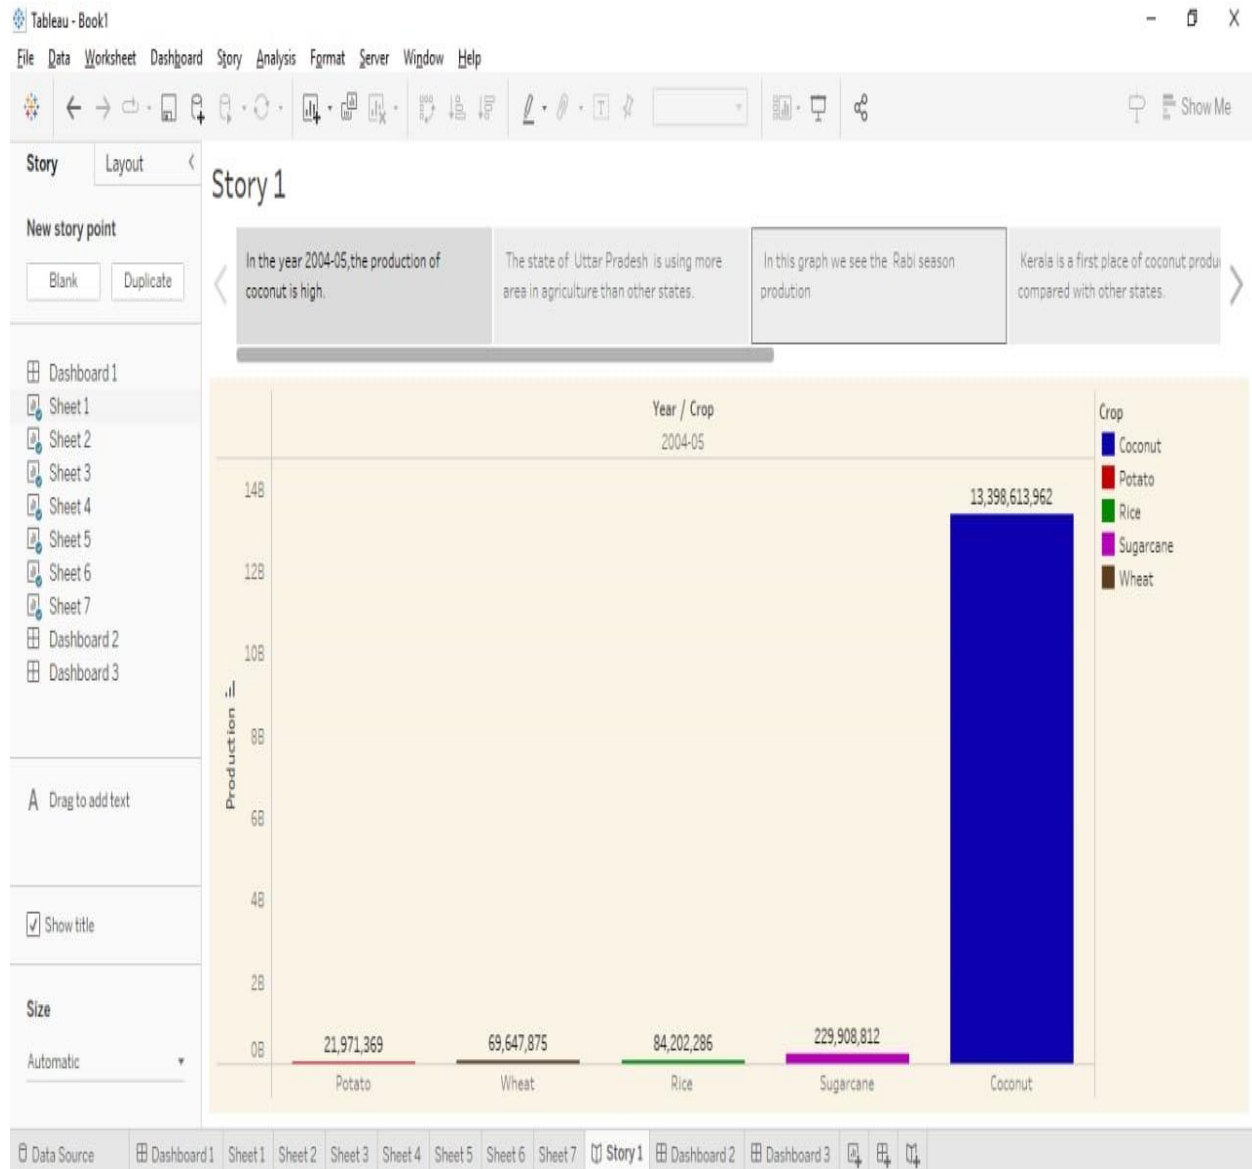 Tableau - Book1
File Data Worksheet Dashboard Story Analysis Format Server Window Help
Show Me
Story Layout
New story point
Blank Duplicate
Dashboard 1
Sheet 1
Sheet 2
Sheet 3
Sheet 4
Sheet 5
Sheet 6
Sheet 7
Dashboard 2
Dashboard 3
A Drag to add text
Show title
Size
Automatic
Story 1
In the year 2004-05,the production of
coconut is high.
The state of Uttar Pradesh is using more
area in agriculture than other states.
In this graph we see the Rabi season
prodution
Kerala is a first place of coconut produ
compared with other states.
Year / Crop
2004-05
Production
14B
12B
10B
8B
6B
4B
2B
0B
21,971,369
69,647,875
84,202,286
229,908,812
13,398,613,962
Potato
Wheat
Rice
Sugarcane
Coconut
Crop
Coconut
Potato
Rice
Sugarcane
Wheat
Data Source Dashboard 1 Sheet 1 Sheet 2 Sheet 3 Sheet 4 Sheet 5 Sheet 6 Sheet 7 Story 1 Dashboard 2 Dashboard 3